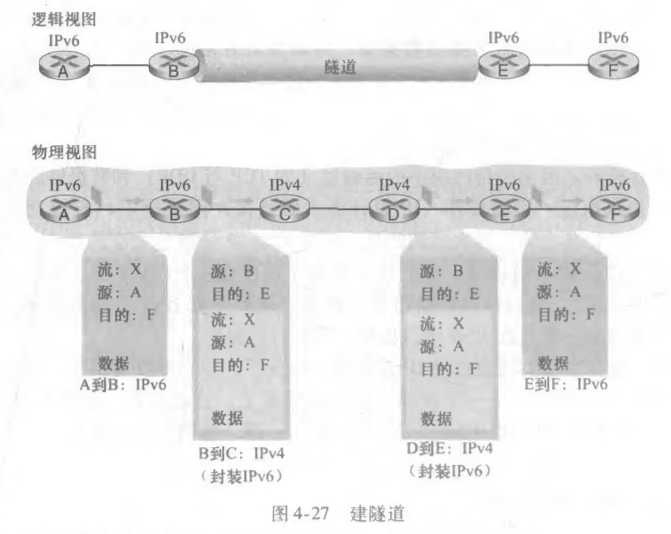 逻辑视图
IPv6 IPv6 IPv6 IPv6
A B 隧道 E F
物理视图
IPv6 IPv6 IPv4 IPv4 IPv6 IPv6
A B C D E F
流：X
源：A
目的：F
数据
A到B：IPv6
源：B
目的：E
流：X
源：A
目的：F
数据
B到C：IPv4
（封装IPv6）
源：B
目的：E
流：X
源：A
目的：F
数据
D到E：IPv4
（封装IPv6）
流：X
源：A
目的：F
数据
E到F：IPv6
图 4-27 建隧道